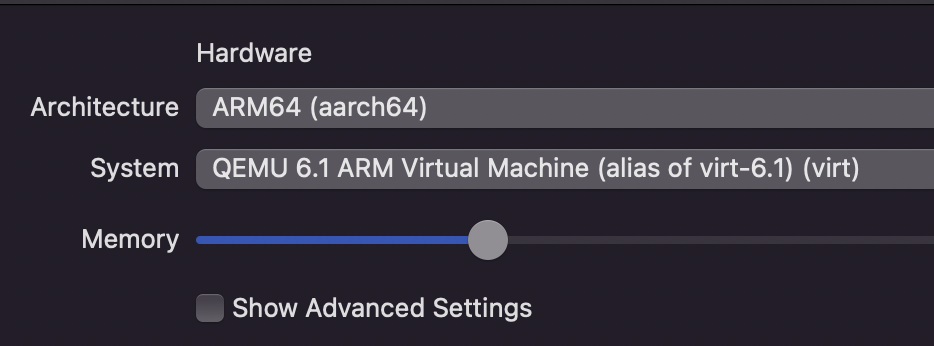 Hardware
Architecture ARM64 (aarch64)
System QEMU 6.1 ARM Virtual Machine (alias of virt-6.1) (virt)
Memory
Show Advanced Settings